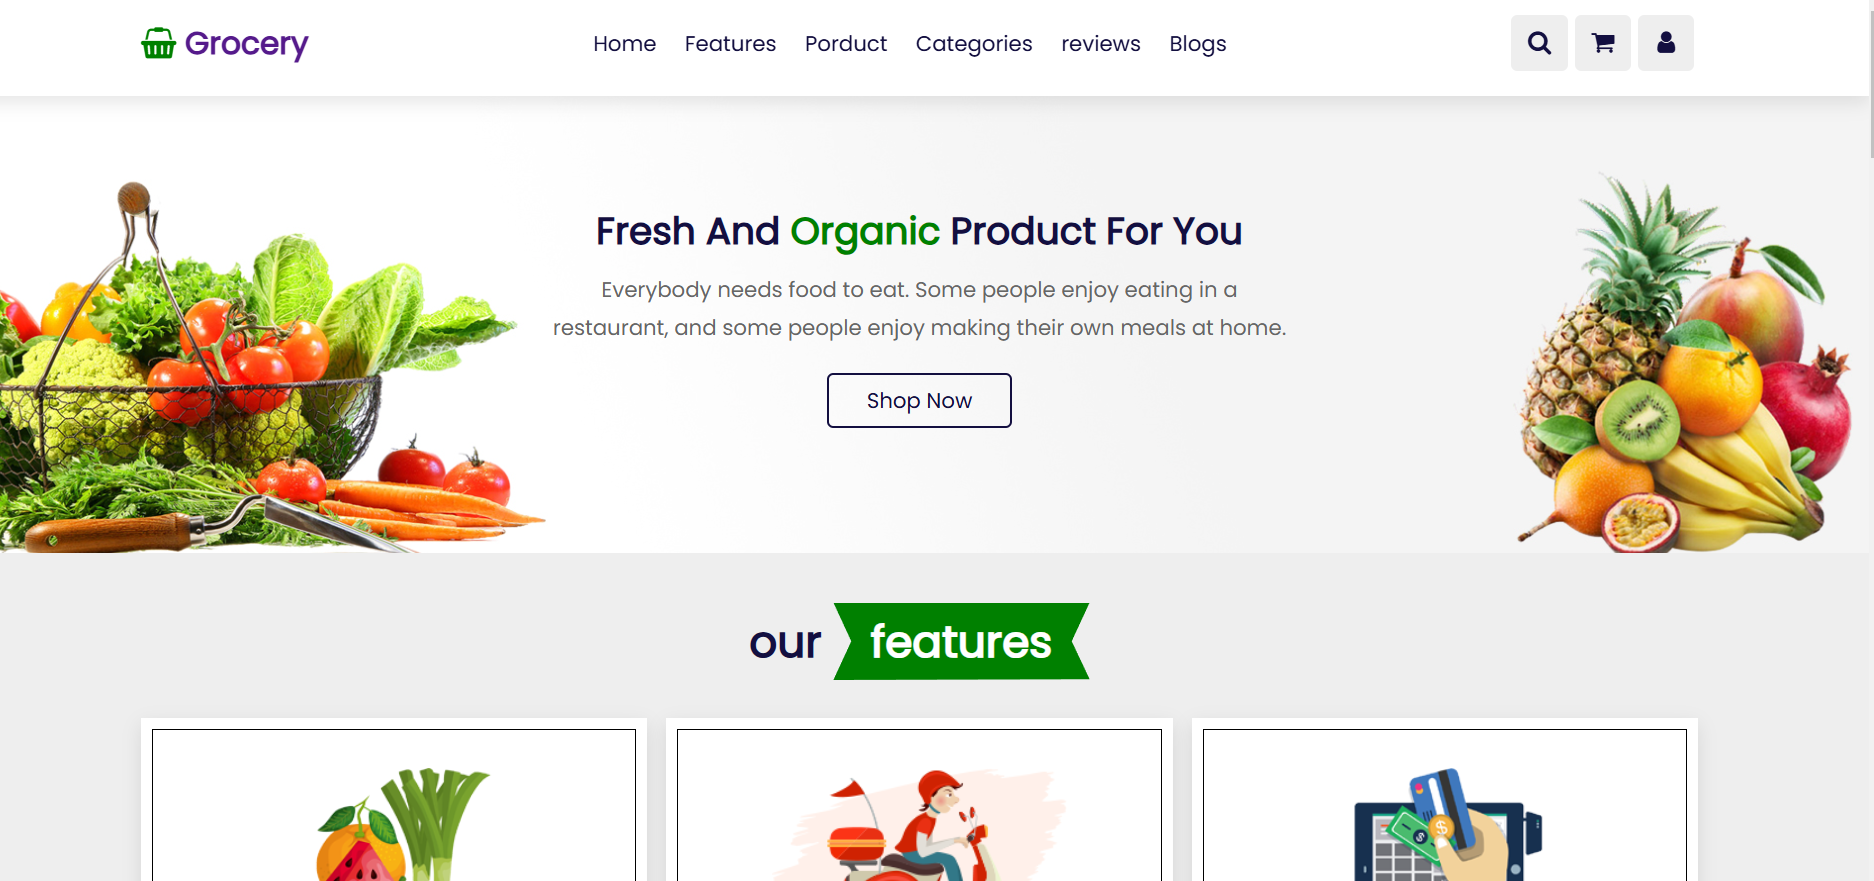 Grocery
Home Features Porduct Categories reviews Blogs
Fresh And Organic Product For You
Everybody needs food to eat. Some people enjoy eating in a
restaurant, and some people enjoy making their own meals at home.
Shop Now
our features